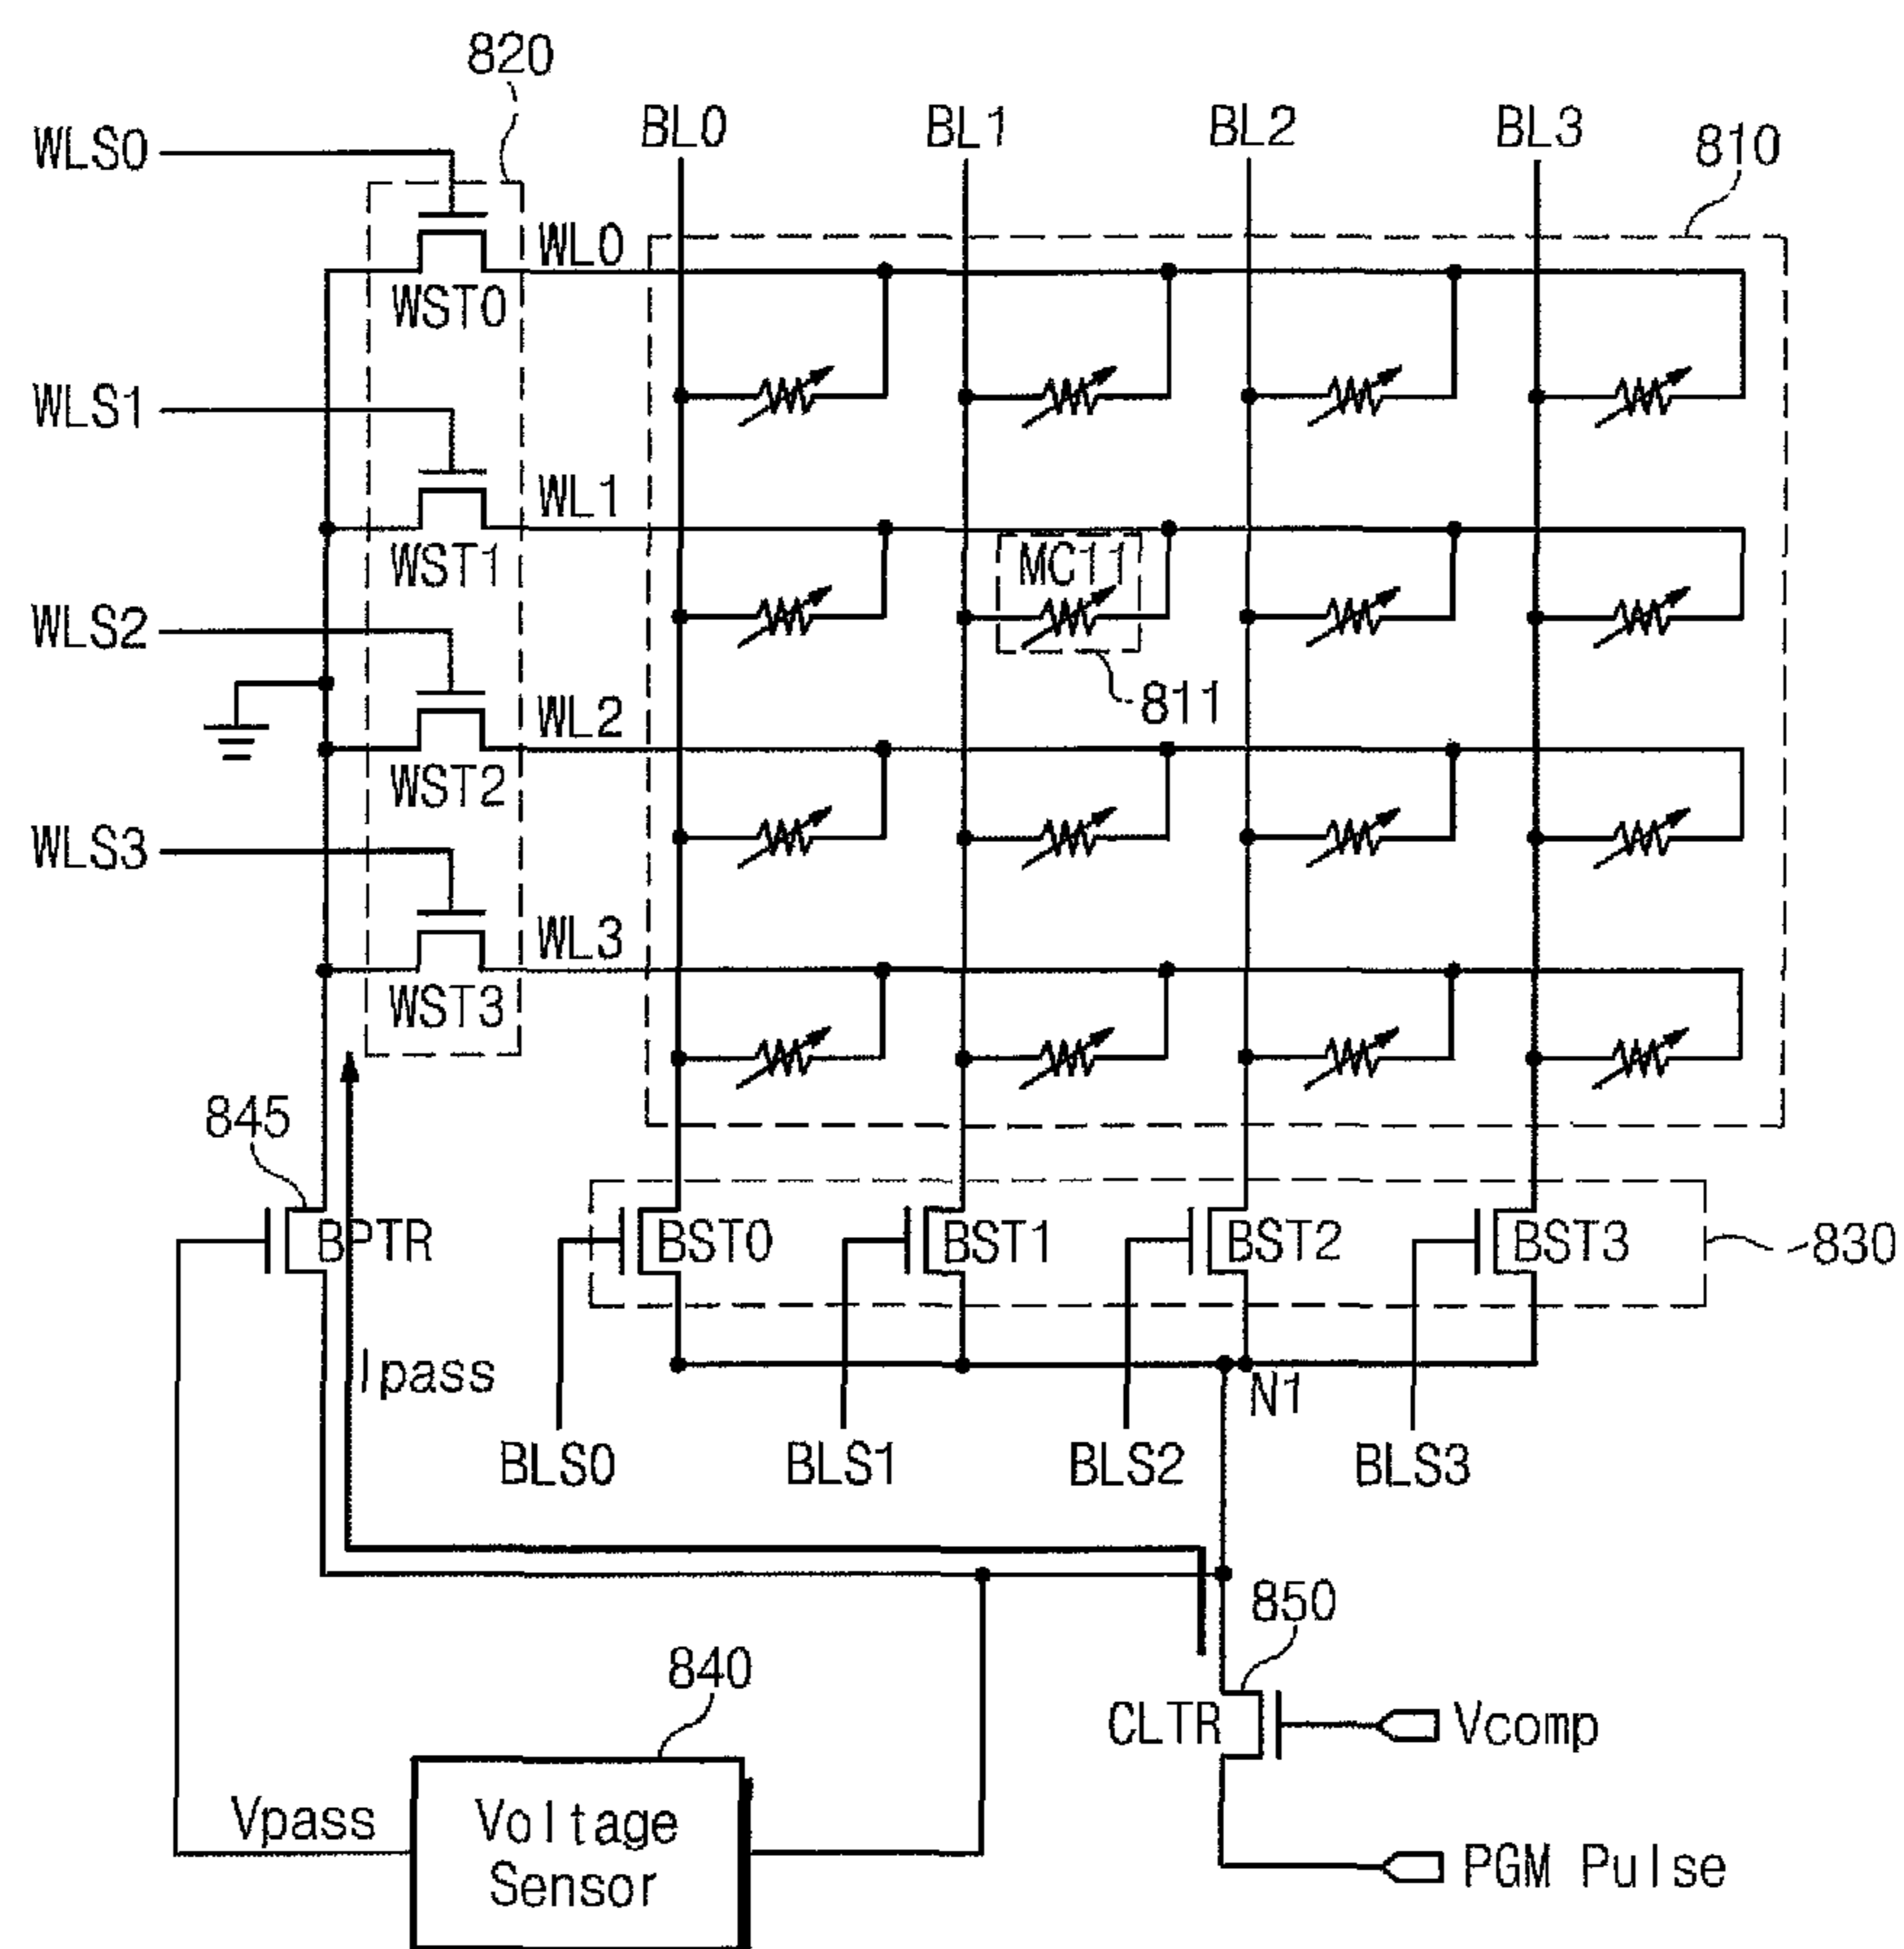 820
BL0 BL1 BL2 BL3
WLS0
810
WL0
WST0
WLS1
WL1
WST1
MC11
WLS2
811
WL2
WST2
WLS3
WL3
WST3
845
BPTR BST0 BST1 BST2 BST3
830
Ipass
N1
BLS0 BLS1 BLS2 BLS3
850
840
CLTR Vcomp
Vpass
Voltage
Sensor
PGM Pulse